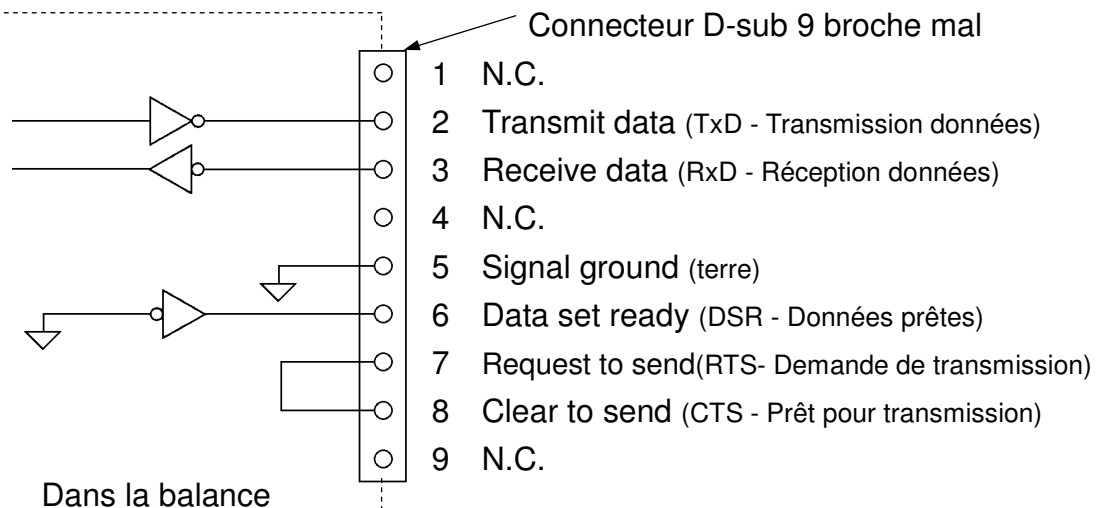 Connecteur D-sub 9 broche mal
1 N.C.
2 Transmit data (TxD - Transmission données)
3 Receive data (RxD - Réception données)
4 N.C.
5 Signal ground (terre)
6 Data set ready (DSR - Données prêtes)
7 Request to send(RTS- Demande de transmission)
8 Clear to send (CTS - Prêt pour transmission)
9 N.C.
Dans la balance